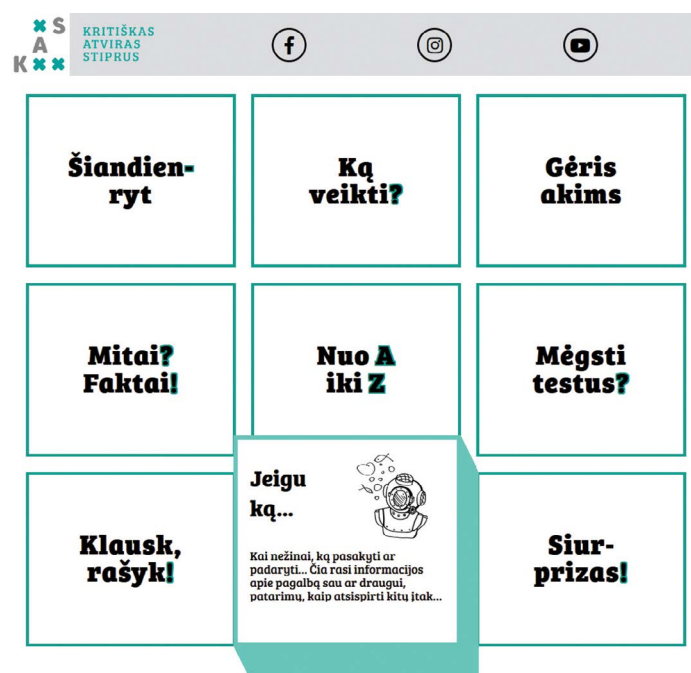 S
A
K
KRITIŠKAS
ATVIRAS
STIPRUS
Šiandien-
ryt
Ką
veikti?
Gėris
akims
Mitai?
Faktai!
Nuo A
iki Z
Mėgsti
testus?
Klausk,
rašyk!
Jeigu
ką...
Kai nežinai, ką pasakyti ar
padaryti... Čia rasi informacijos
apie pagalbą sau ar draugui,
patarimų, kaip atsispirti kitų įtak...
Siur-
prizas!